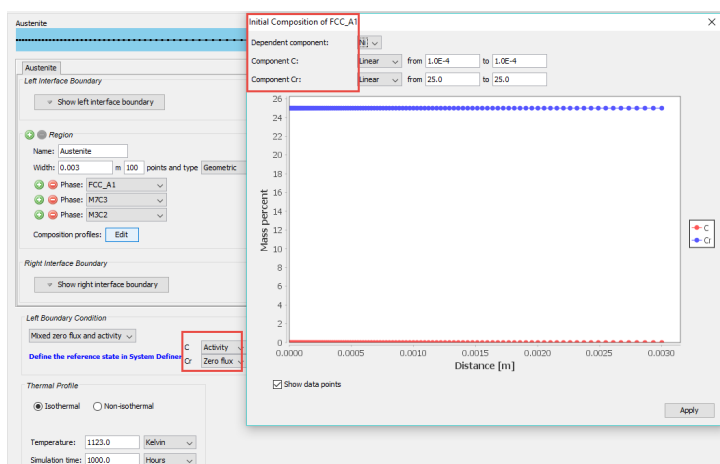 Austenite
Austenite
Left Interface Boundary
Show left interface boundary
Region
Name: Austenite
Width: 0.003 m 100 points and type Geometric
Phase: FCC_A1
Phase: M7C3
Phase: M3C2
Composition profiles: Edit
Right Interface Boundary
Show right interface boundary
Left Boundary Condition
Mixed zero flux and activity
Define the reference state in System Definer
C Activity
Cr Zero flux
Thermal Profile
Isothermal Non-isothermal
Temperature: 1123.0 Kelvin
Simulation time: 1000.0 Hours
Initial Composition of FCC_A1
Dependent component: Ni
Component C: Linear from 1.0E-4 to 1.0E-4
Component Cr: Linear from 25.0 to 25.0
26
24
22
20
18
16
14
12
10
8
6
4
2
0
Mass percent
0.0000 0.0005 0.0010 0.0015 0.0020 0.0025 0.0030
Distance [m]
C
Cr
Show data points
Apply